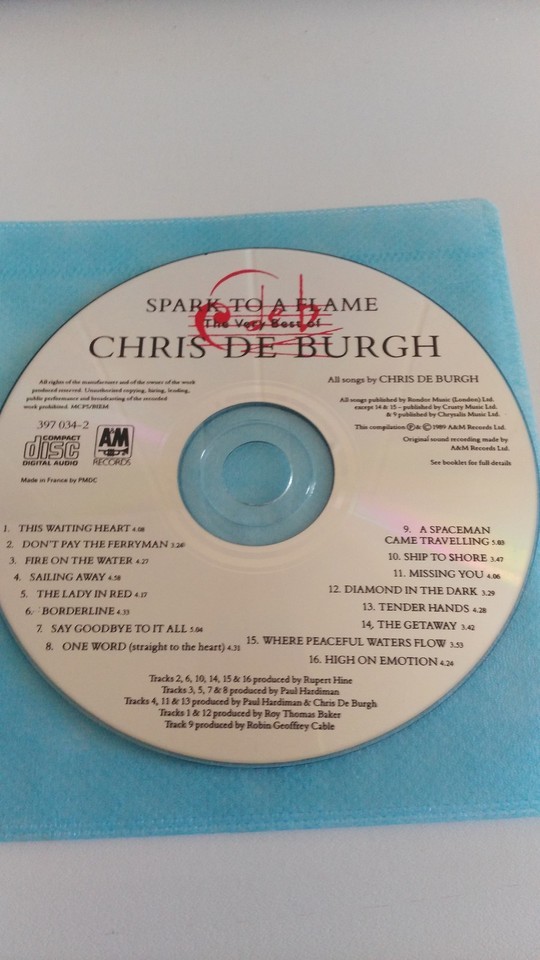 SPARK TO A FLAME
The Very Best of
CHRIS DE BURGH
All rights of the manufacturer and of the owner of the work
produced reserved. Unauthorized copying, hiring, lending,
public performance and broadcasting of the recorded
work prohibited. MCPS/BIEM
397 034-2
COMPACT
disc
DIGITAL AUDIO
A&M
RECORDS
Made in France by PMDC
All songs by CHRIS DE BURGH
All songs published by Rondor Music (London) Ltd.
except 14 & 15 – published by Crusty Music Ltd.
& 9 published by Chrysalis Music Ltd.
This compilation ℗ & © 1989 A&M Records Ltd.
Original sound recording made by
A&M Records Ltd.
See booklet for full details
1. THIS WAITING HEART 4.08
2. DON'T PAY THE FERRYMAN 3.26
3. FIRE ON THE WATER 4.27
4. SAILING AWAY 4.58
5. THE LADY IN RED 4.17
6. BORDERLINE 4.33
7. SAY GOODBYE TO IT ALL 5.04
8. ONE WORD (straight to the heart) 4.31
9. A SPACEMAN
CAME TRAVELLING 5.03
10. SHIP TO SHORE 3.47
11. MISSING YOU 4.06
12. DIAMOND IN THE DARK 3.29
13. TENDER HANDS 4.28
14. THE GETAWAY 3.42
15. WHERE PEACEFUL WATERS FLOW 3.53
16. HIGH ON EMOTION 4.24
Tracks 2, 6, 10, 14, 15 & 16 produced by Rupert Hine
Tracks 3, 5, 7 & 8 produced by Paul Hardiman
Tracks 4, 11 & 13 produced by Paul Hardiman & Chris De Burgh
Tracks 1 & 12 produced by Roy Thomas Baker
Track 9 produced by Robin Geoffrey Cable